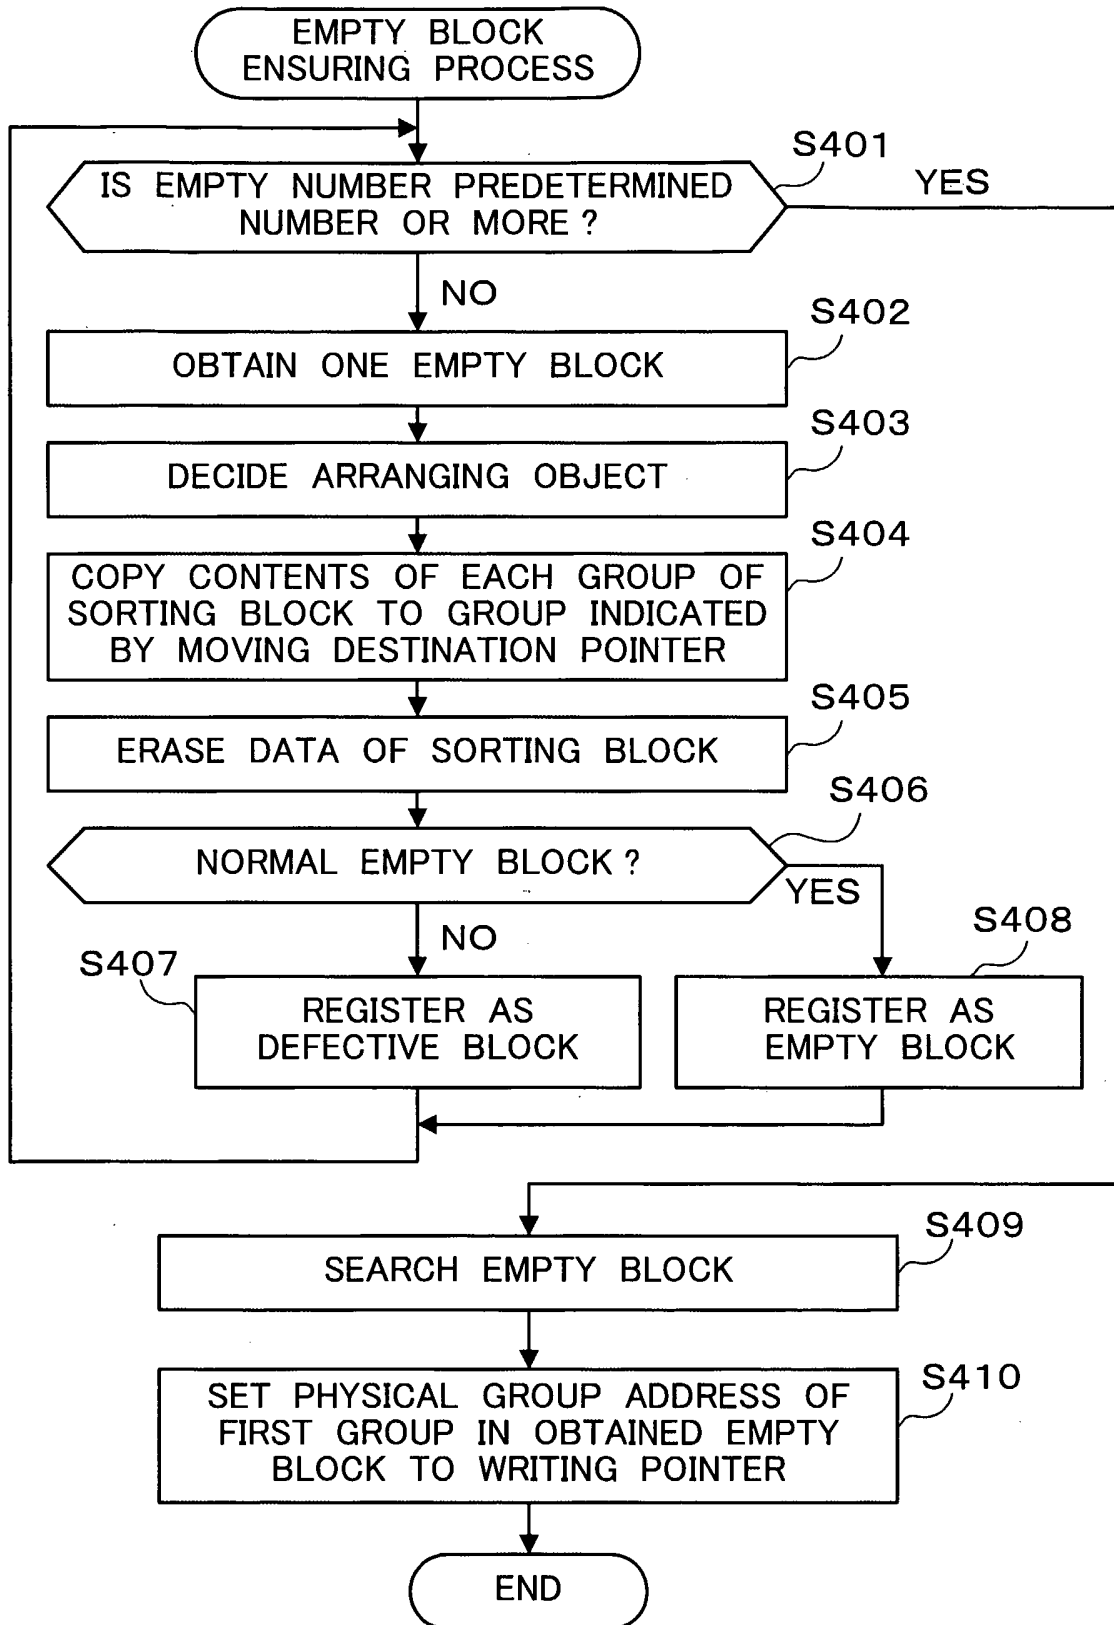 EMPTY BLOCK
ENSURING PROCESS
S401
IS EMPTY NUMBER PREDETERMINED
NUMBER OR MORE ?
YES
NO
S402
OBTAIN ONE EMPTY BLOCK
S403
DECIDE ARRANGING OBJECT
S404
COPY CONTENTS OF EACH GROUP OF
SORTING BLOCK TO GROUP INDICATED
BY MOVING DESTINATION POINTER
S405
ERASE DATA OF SORTING BLOCK
S406
NORMAL EMPTY BLOCK ?
YES
NO
S407
REGISTER AS
DEFECTIVE BLOCK
S408
REGISTER AS
EMPTY BLOCK
S409
SEARCH EMPTY BLOCK
S410
SET PHYSICAL GROUP ADDRESS OF
FIRST GROUP IN OBTAINED EMPTY
BLOCK TO WRITING POINTER
END